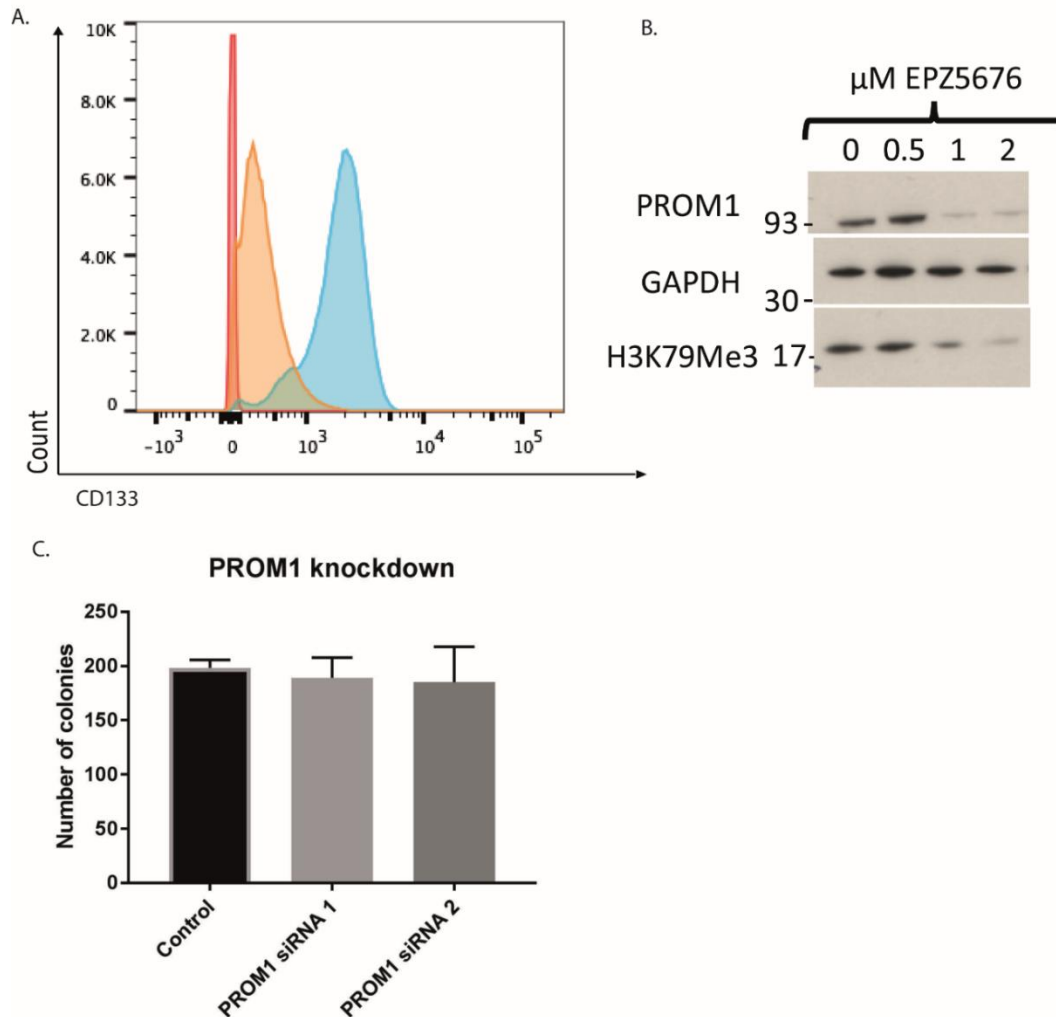 A.
10K
8.0K
6.0K
4.0K
2.0K
0
Count
-10³ 0 10³ 10⁴ 10⁵
CD133
B.
µM EPZ5676
0 0.5 1 2
PROM1
93-
GAPDH
30-
H3K79Me3 17-
C.
PROM1 knockdown
250
200
150
100
50
0
Number of colonies
Control
PROM1 siRNA 1
PROM1 siRNA 2